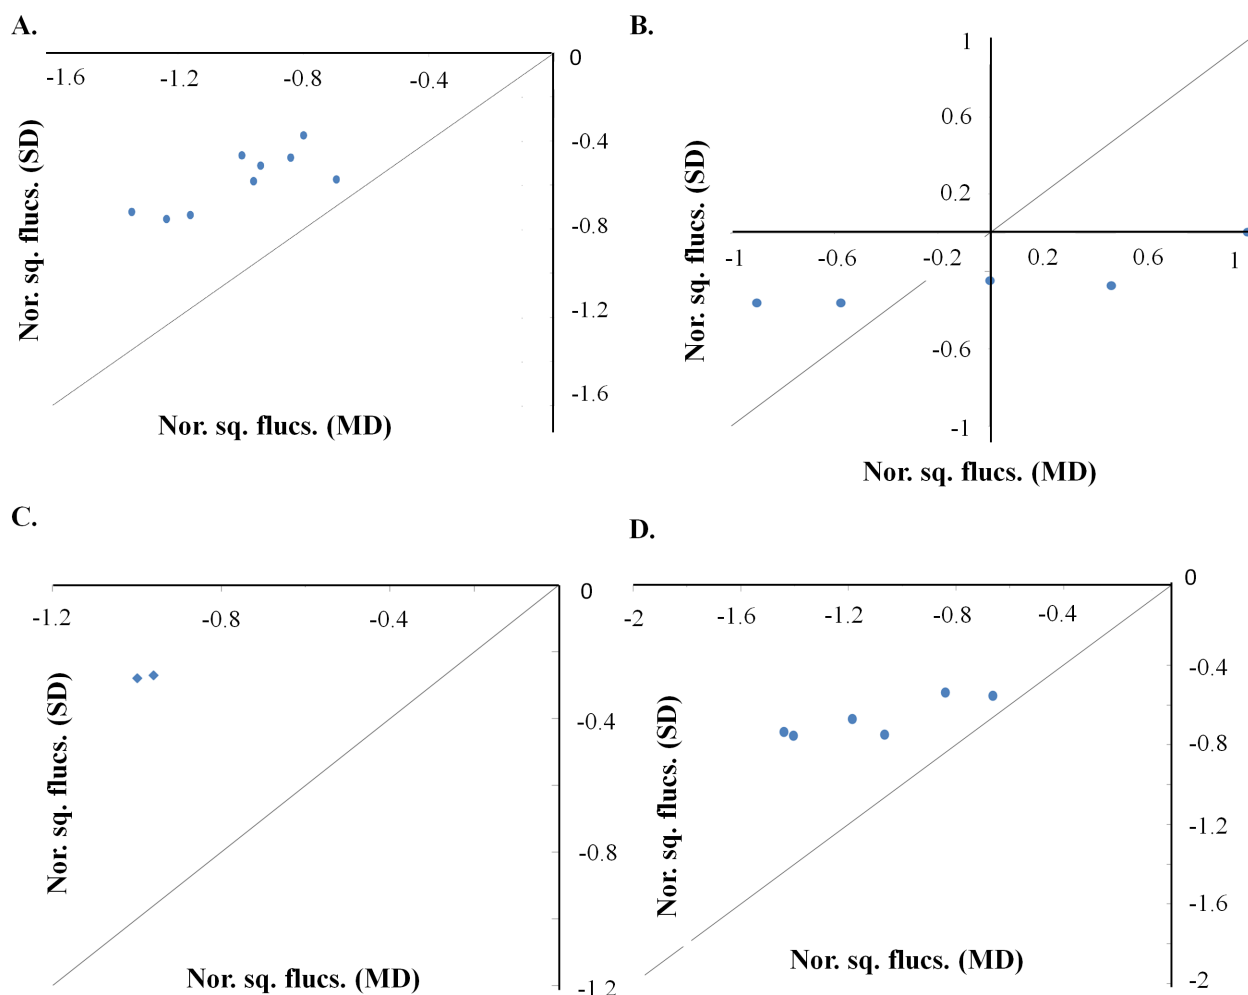 A.
0
-1.6 -1.2 -0.8 -0.4
-0.4
-0.8
-1.2
-1.6
Nor. sq. flucs. (SD)
Nor. sq. flucs. (MD)
B.
1
0.6
0.2
-1 -0.6 -0.2 0.2 0.6 1
-0.6
-1
Nor. sq. flucs. (SD)
Nor. sq. flucs. (MD)
C.
0
-1.2 -0.8 -0.4
-0.4
-0.8
-1.2
Nor. sq. flucs. (SD)
Nor. sq. flucs. (MD)
D.
0
-2 -1.6 -1.2 -0.8 -0.4
-0.4
-0.8
-1.2
-1.6
-2
Nor. sq. flucs. (SD)
Nor. sq. flucs. (MD)